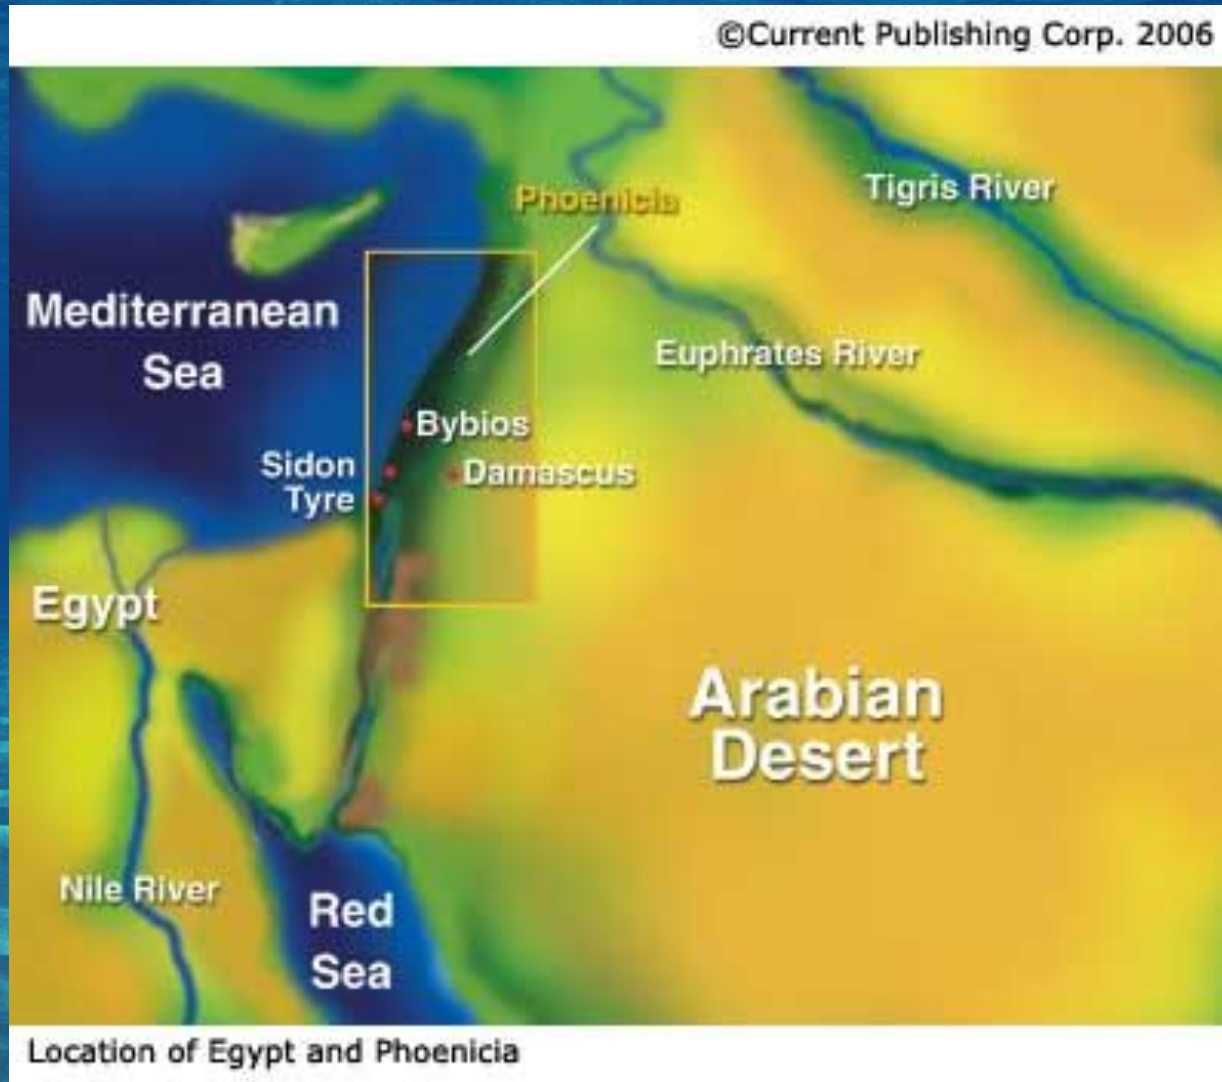 ©Current Publishing Corp. 2006
Tigris River
Phoenicia
Mediterranean
Sea
Euphrates River
Bybios
Sidon
Damascus
Tyre
Egypt
Arabian
Desert
Nile River
Red
Sea
Location of Egypt and Phoenicia